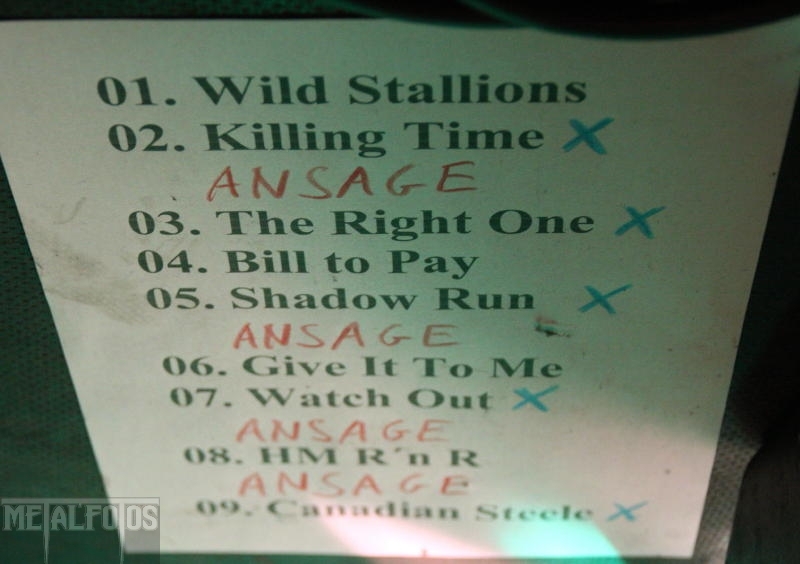 01. Wild Stallions
02. Killing Time X
ANSAGE
03. The Right One X
04. Bill to Pay
05. Shadow Run X
ANSAGE
06. Give It To Me
07. Watch Out X
ANSAGE
08. HM R´n R
ANSAGE
09. Canadian Steele X
METALFOTOS